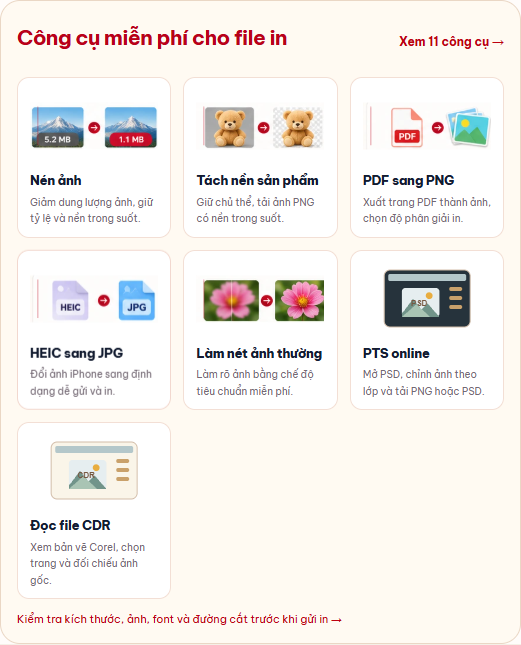 Công cụ miễn phí cho file in
Xem 11 công cụ →
5.2 MB
1.1 MB
Nén ảnh
Giảm dung lượng ảnh, giữ
tỷ lệ và nền trong suốt.
Tách nền sản phẩm
Giữ chủ thể, tải ảnh PNG
có nền trong suốt.
PDF
PDF sang PNG
Xuất trang PDF thành ảnh,
chọn độ phân giải in.
HEIC
JPG
HEIC sang JPG
Đổi ảnh iPhone sang định
dạng dễ gửi và in.
Làm nét ảnh thường
Làm rõ ảnh bằng chế độ
tiêu chuẩn miễn phí.
PSD
PTS online
Mở PSD, chỉnh ảnh theo
lớp và tải PNG hoặc PSD.
CDR
Đọc file CDR
Xem bản vẽ Corel, chọn
trang và đối chiếu ảnh
gốc.
Kiểm tra kích thước, ảnh, font và đường cắt trước khi gửi in →